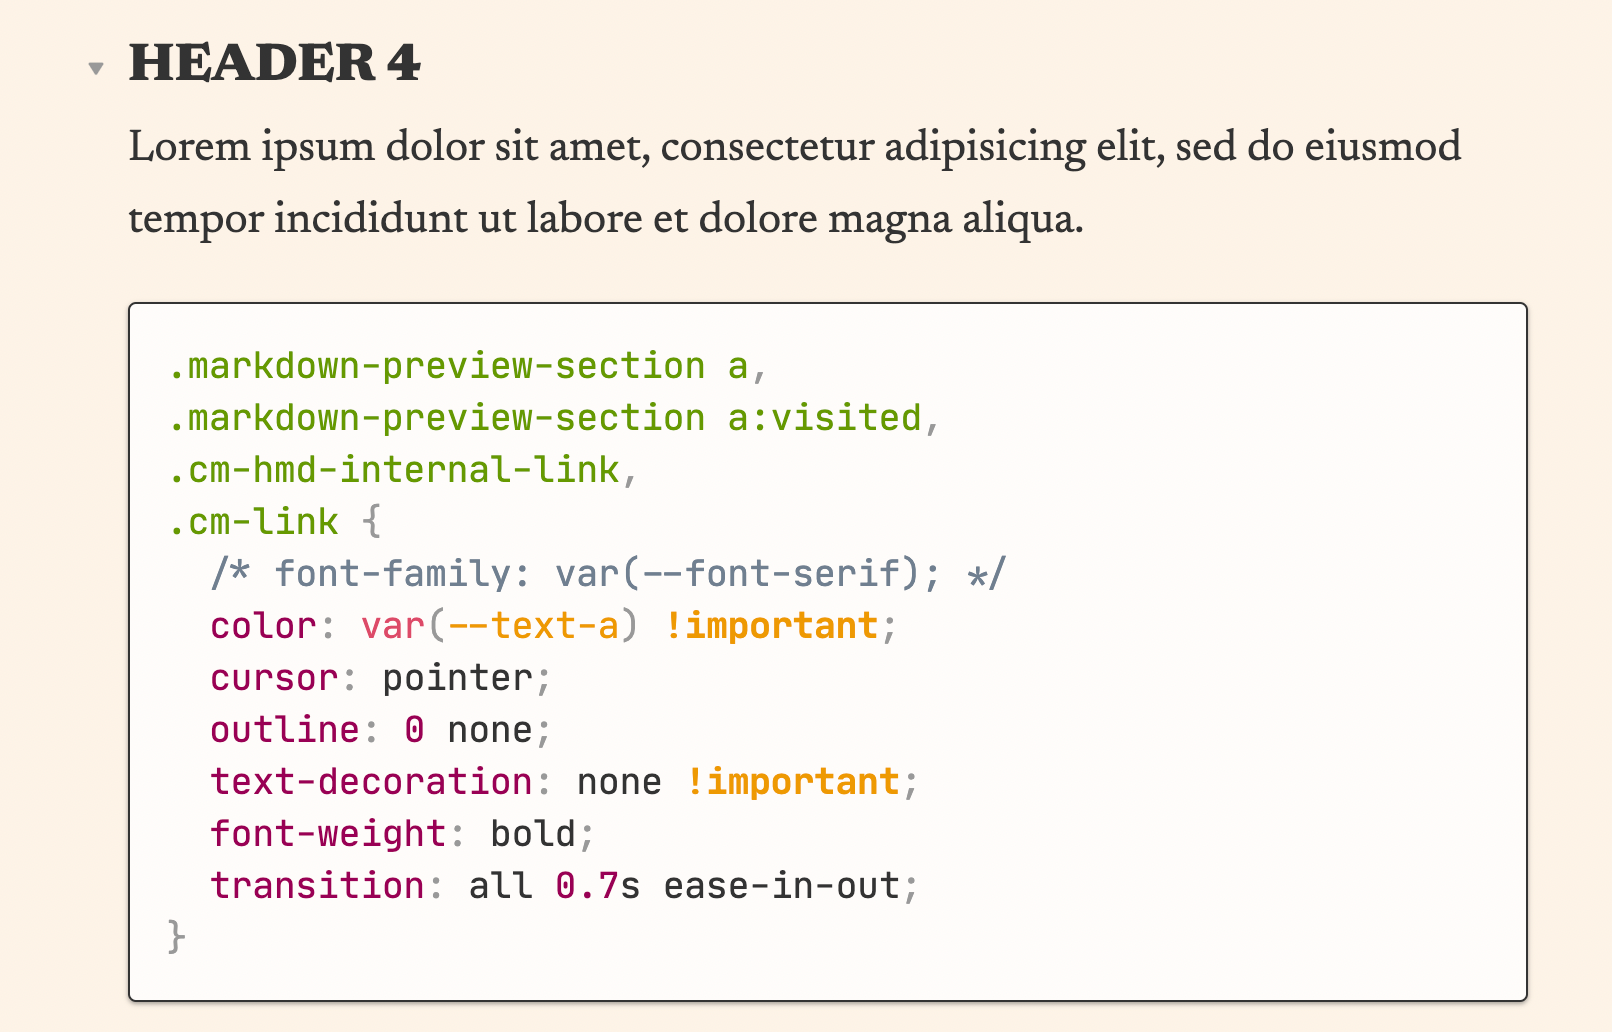 HEADER 4
Lorem ipsum dolor sit amet, consectetur adipisicing elit, sed do eiusmod
tempor incididunt ut labore et dolore magna aliqua.
.markdown-preview-section a,
.markdown-preview-section a:visited,
.cm-hmd-internal-link,
.cm-link {
  /* font-family: var(--font-serif); */
  color: var(--text-a) !important;
  cursor: pointer;
  outline: 0 none;
  text-decoration: none !important;
  font-weight: bold;
  transition: all 0.7s ease-in-out;
}